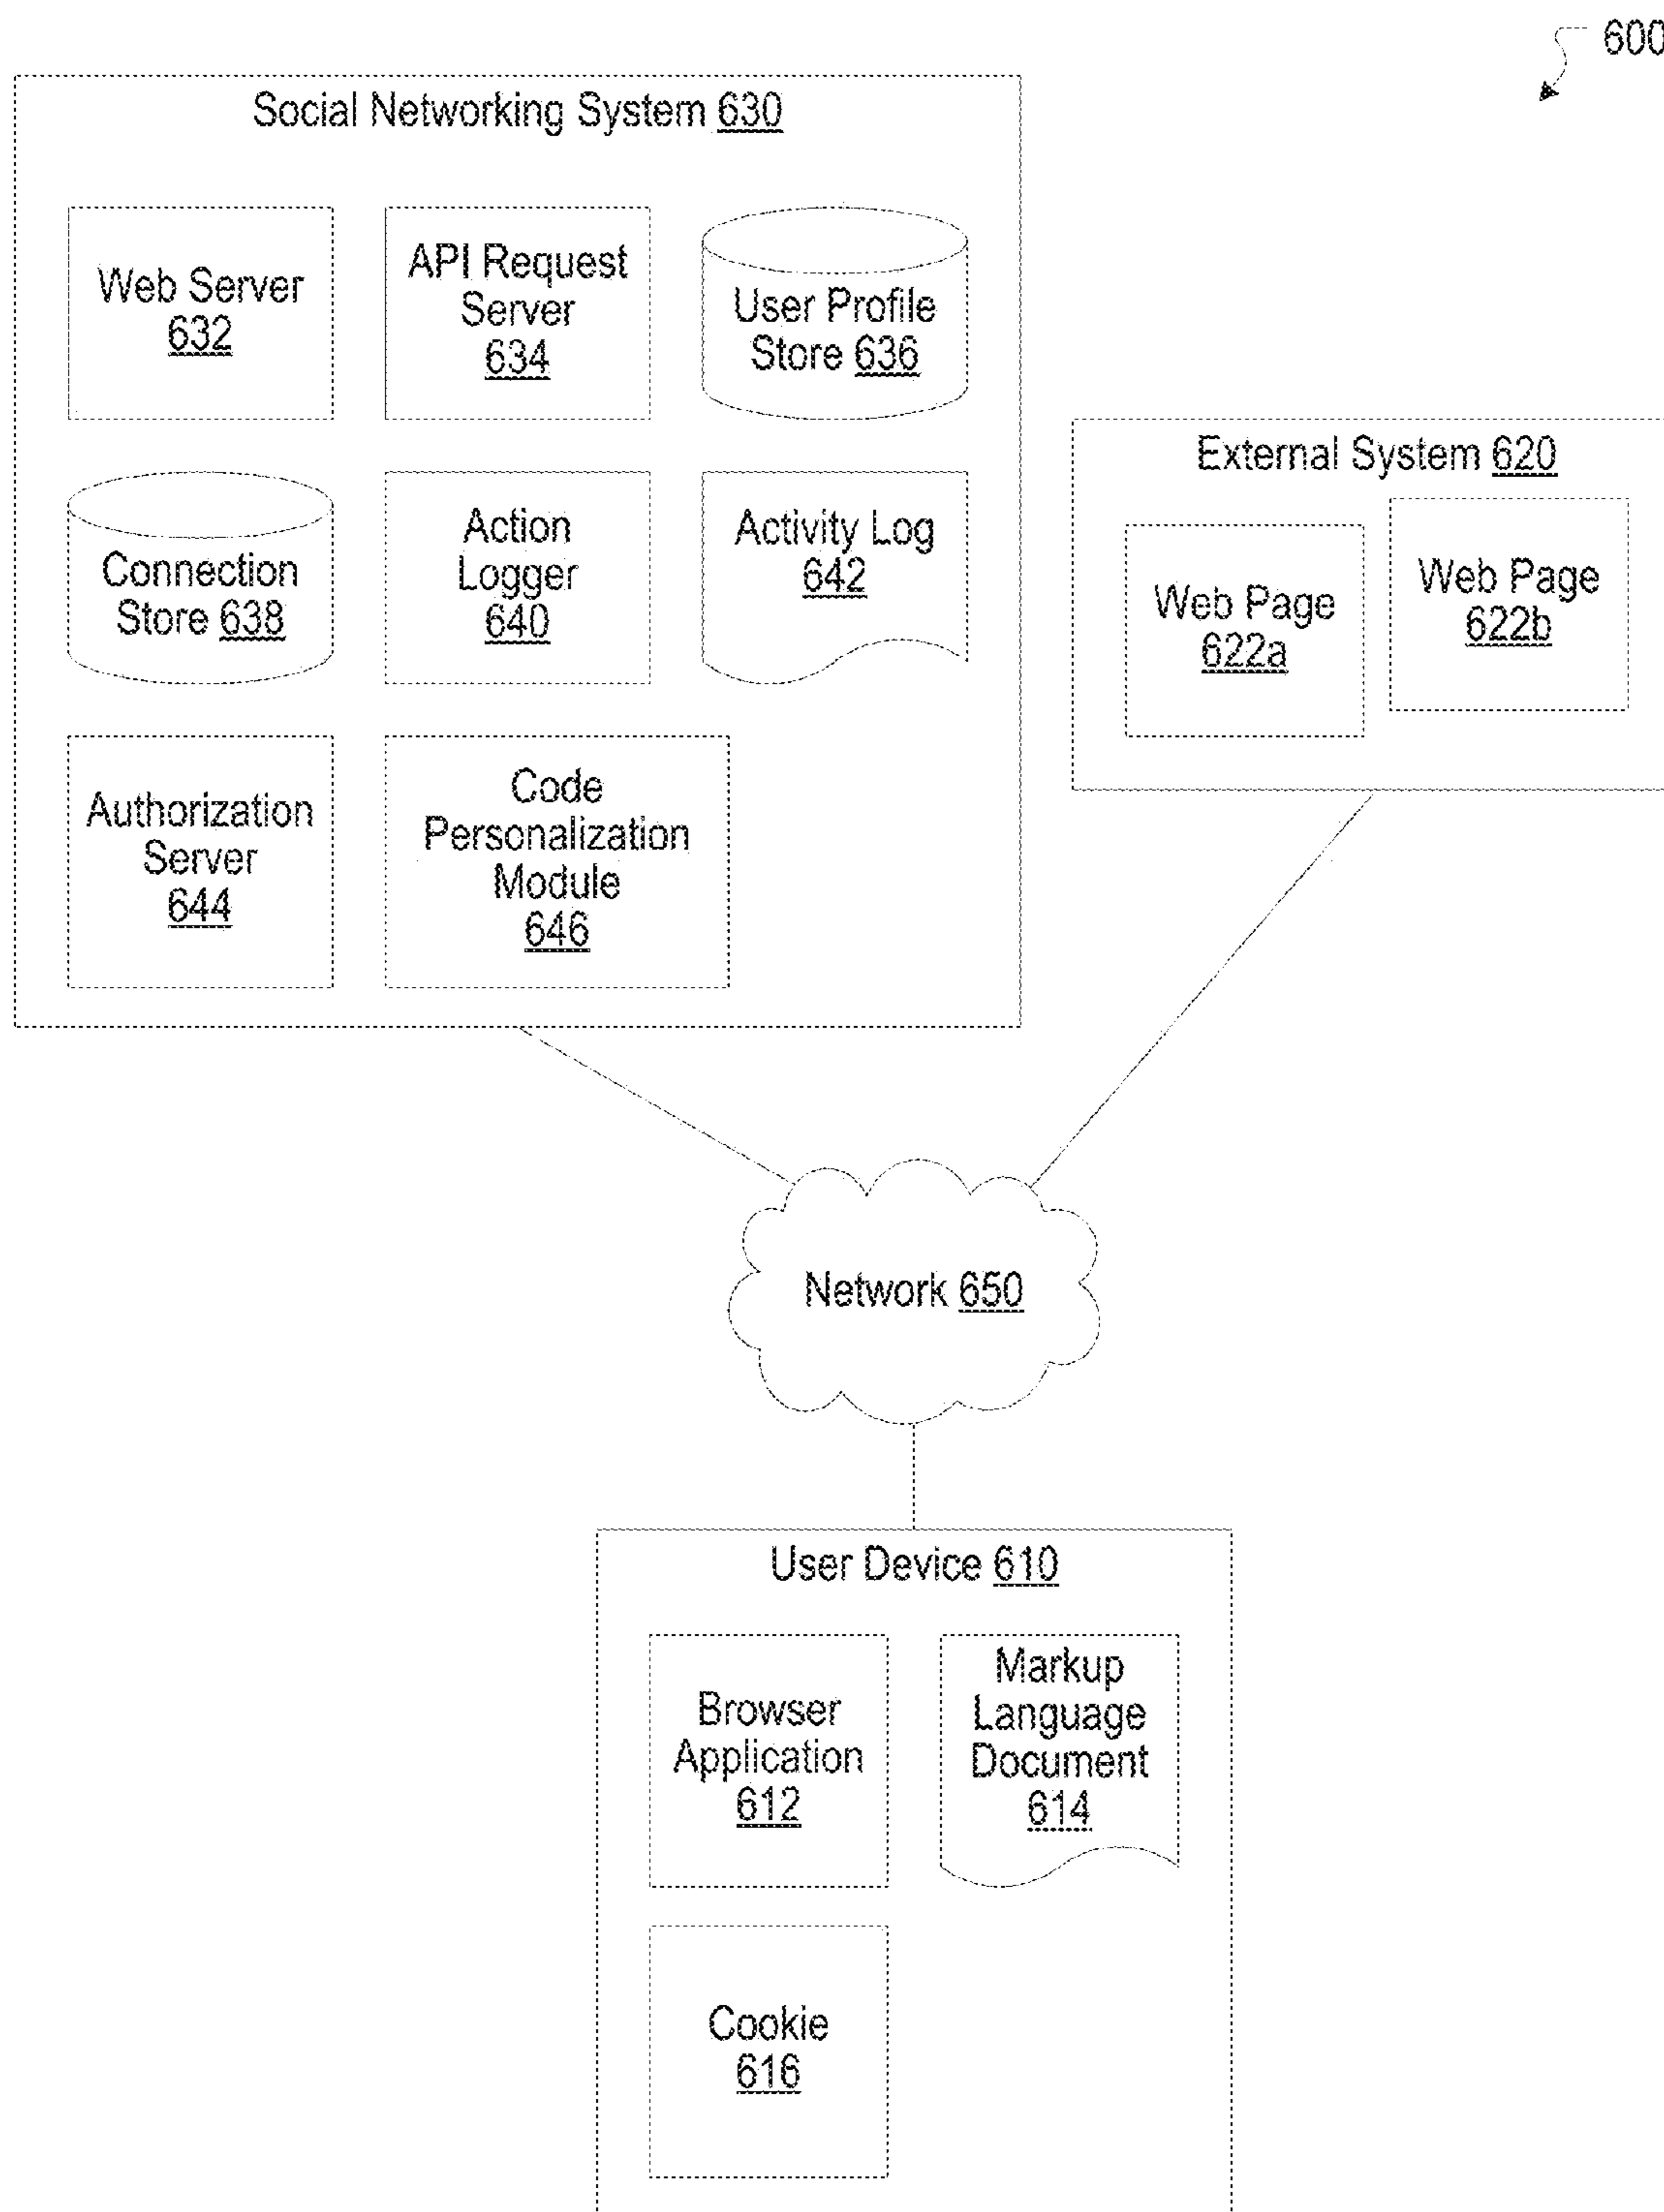 600
Social Networking System 630
Web Server
632
API Request
Server
634
User Profile
Store 636
Connection
Store 638
Action
Logger
640
Activity Log
642
Authorization
Server
644
Code
Personalization
Module
646
External System 620
Web Page
622a
Web Page
622b
Network 650
User Device 610
Browser
Application
612
Markup
Language
Document
614
Cookie
616